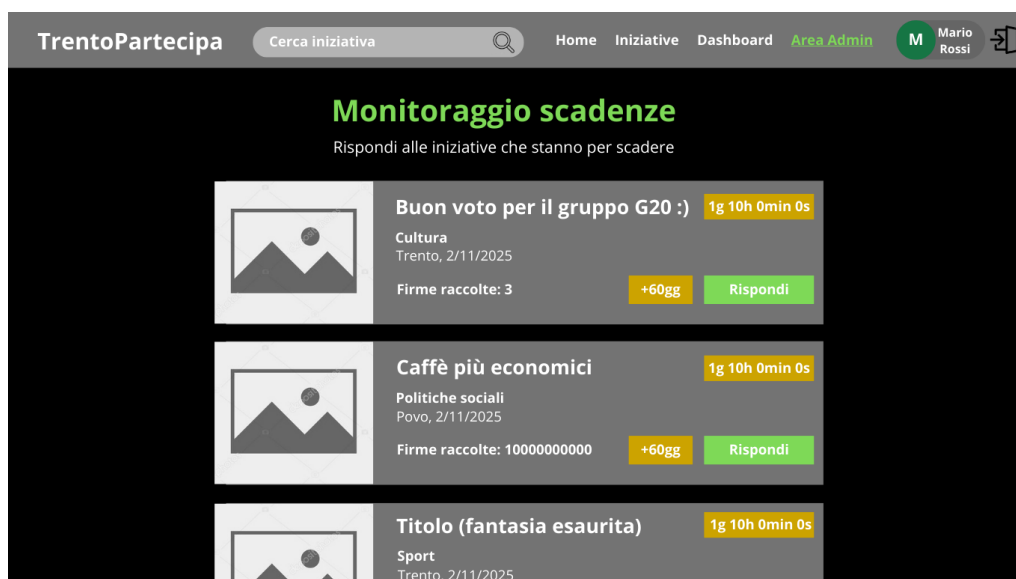 TrentoPartecipa
Cerca iniziativa
Home Iniziative Dashboard Area Admin
M
Mario
Rossi
Monitoraggio scadenze
Rispondi alle iniziative che stanno per scadere
Buon voto per il gruppo G20 :)
1g 10h 0min 0s
Cultura
Trento, 2/11/2025
Firme raccolte: 3
+60gg
Rispondi
Caffè più economici
1g 10h 0min 0s
Politiche sociali
Povo, 2/11/2025
Firme raccolte: 10000000000
+60gg
Rispondi
Titolo (fantasia esaurita)
1g 10h 0min 0s
Sport
Trento, 2/11/2025